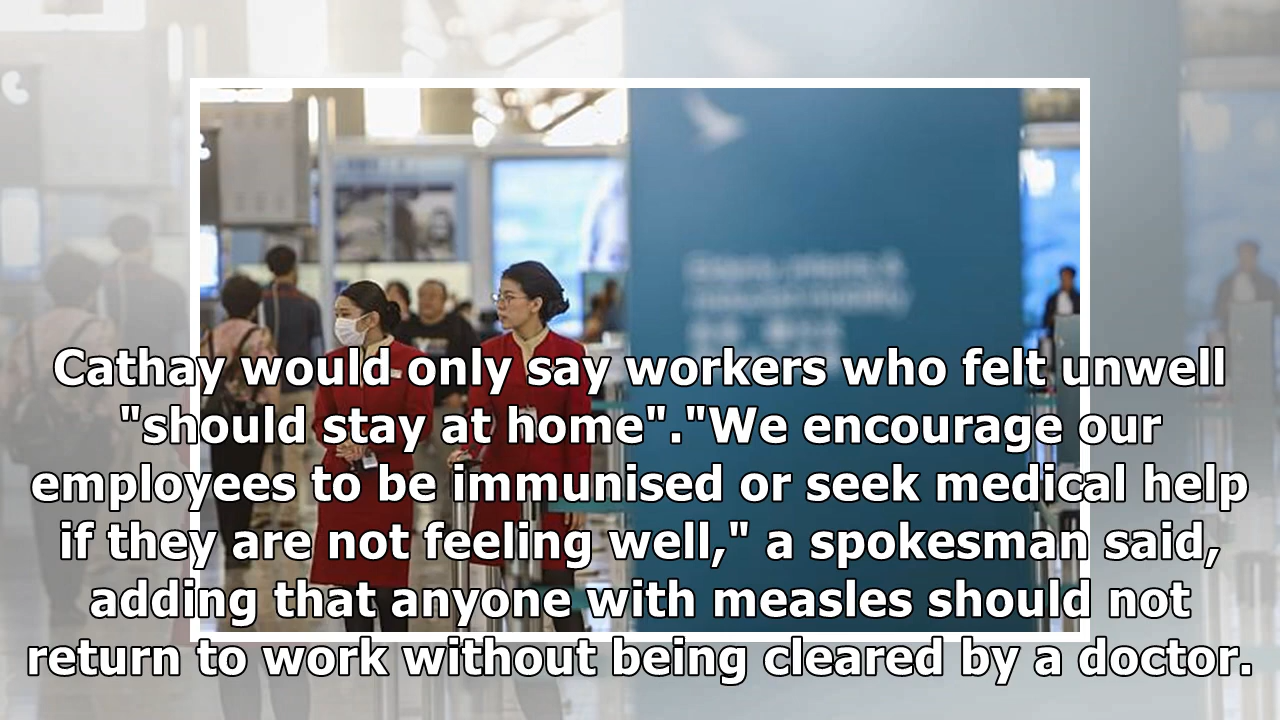 Cathay would only say workers who felt unwell
"should stay at home"."We encourage our
employees to be immunised or seek medical help
if they are not feeling well," a spokesman said,
adding that anyone with measles should not
return to work without being cleared by a doctor.